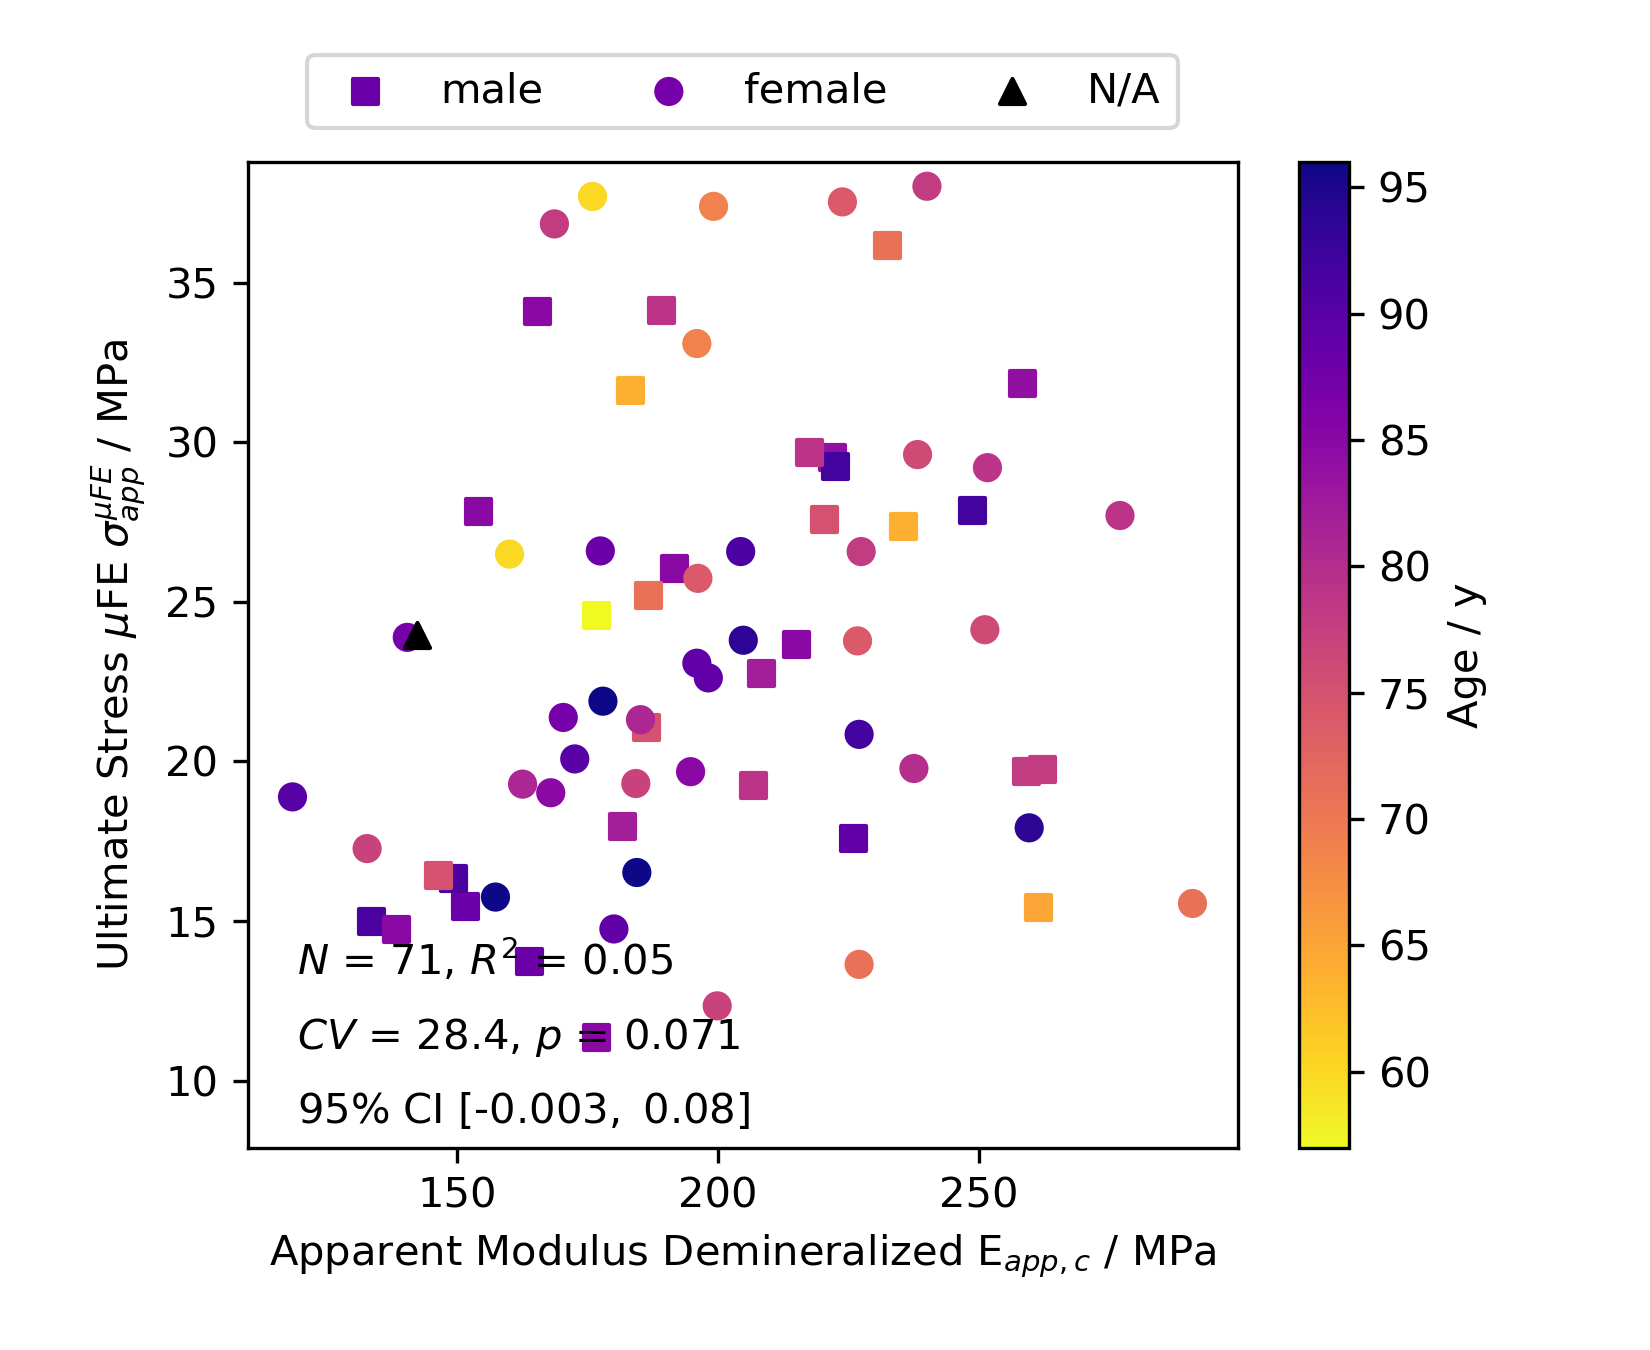 male female N/A
35
30
25
20
15
10
Ultimate Stress μFE σ_app^μFE / MPa
N = 71, R² = 0.05
CV = 28.4, p = 0.071
95% CI [-0.003, 0.08]
150 200 250
Apparent Modulus Demineralized E_app,c / MPa
95
90
85
80
75
70
65
60
Age / y